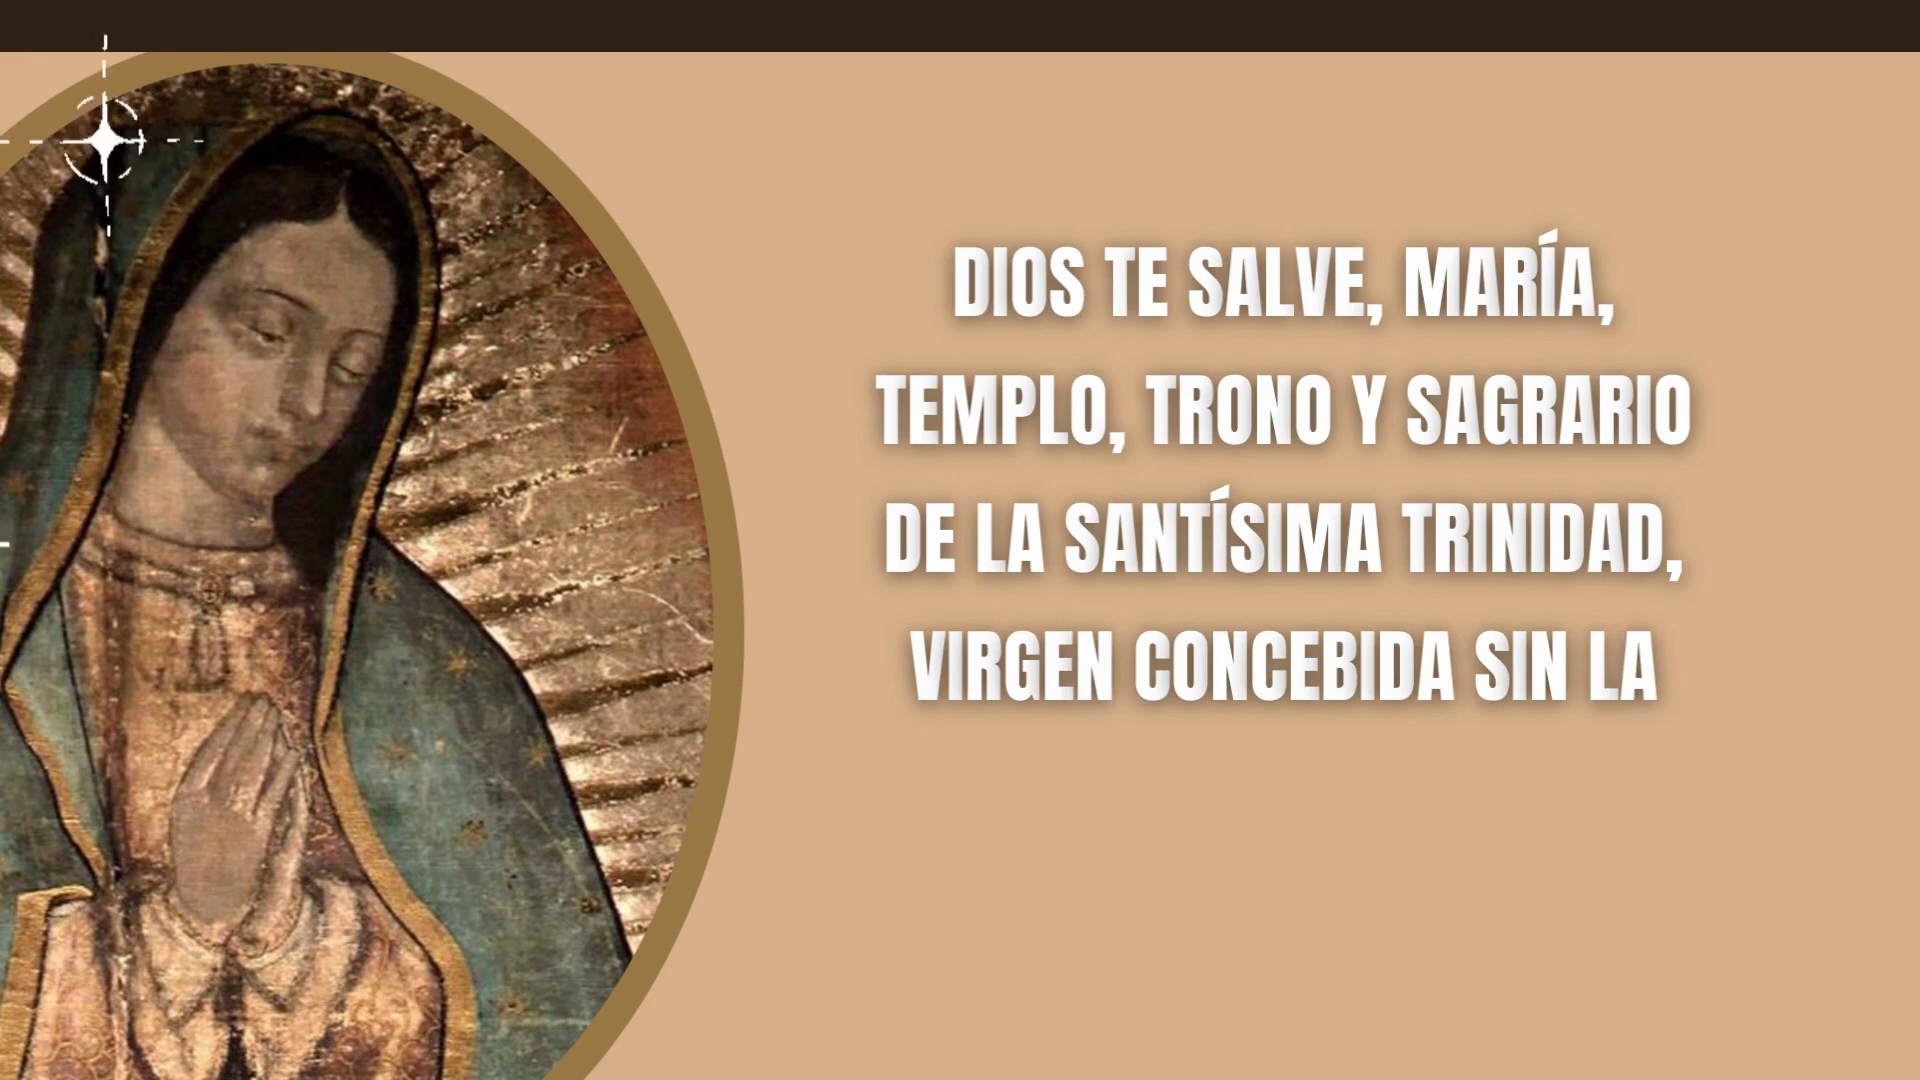 DIOS TE SALVE, MARÍA,
TEMPLO, TRONO Y SAGRARIO
DE LA SANTÍSIMA TRINIDAD,
VIRGEN CONCEBIDA SIN LA